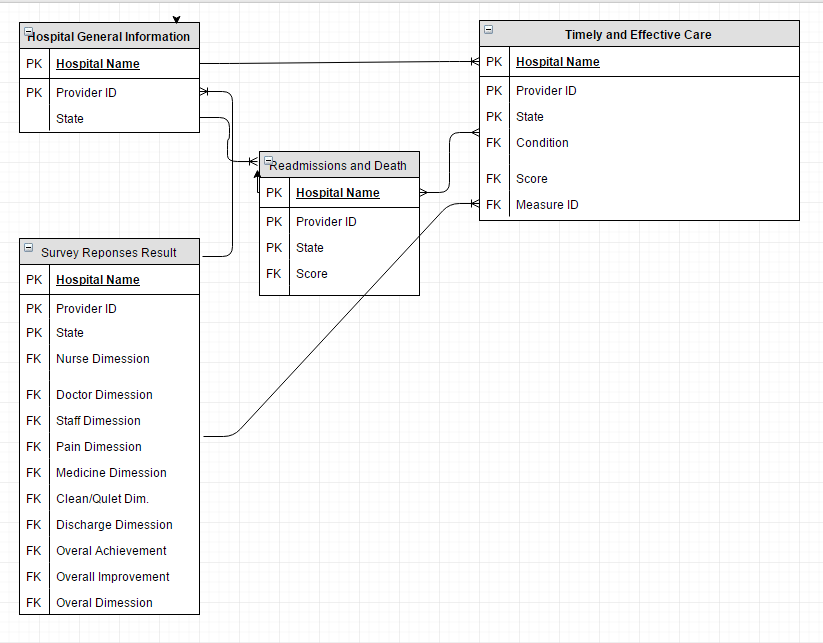 Hospital General Information
PK Hospital Name
PK Provider ID
State
Timely and Effective Care
PK Hospital Name
PK Provider ID
PK State
FK Condition
FK Score
FK Measure ID
Readmissions and Death
PK Hospital Name
PK Provider ID
PK State
FK Score
Survey Reponses Result
PK Hospital Name
PK Provider ID
PK State
FK Nurse Dimession
FK Doctor Dimession
FK Staff Dimession
FK Pain Dimession
FK Medicine Dimession
FK Clean/Qulet Dim.
FK Discharge Dimession
FK Overal Achievement
FK Overall Improvement
FK Overal Dimession